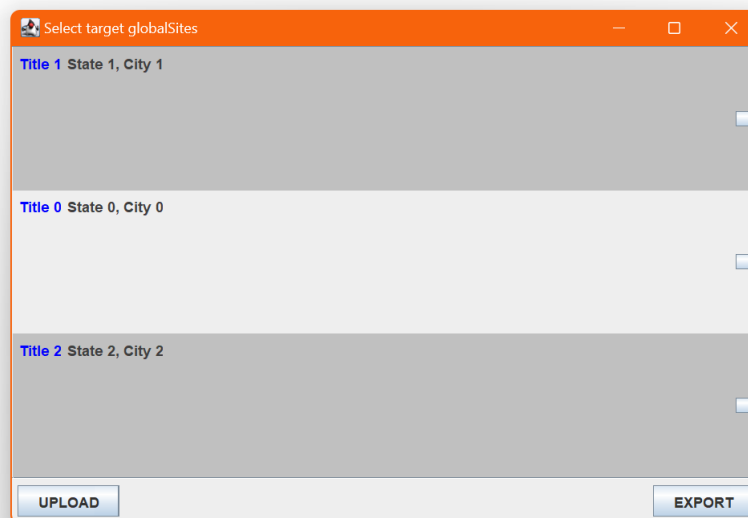 Select target globalSites
Title 1 State 1, City 1
Title 0 State 0, City 0
Title 2 State 2, City 2
UPLOAD EXPORT